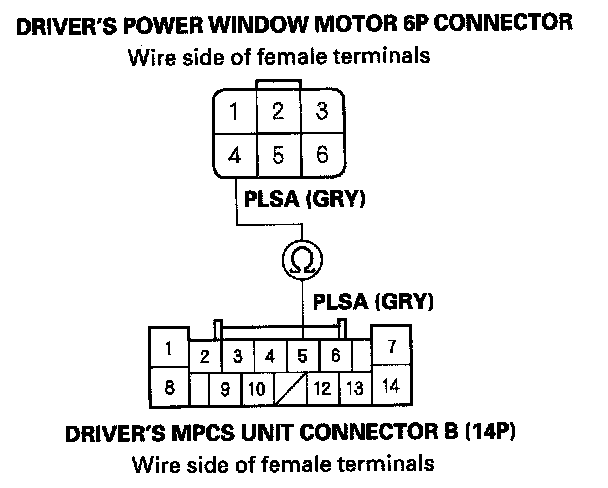 DRIVER'S POWER WINDOW MOTOR 6P CONNECTOR
Wire side of female terminals
1 2 3
4 5 6
PLSA (GRY)
Ω
PLSA (GRY)
1 2 3 4 5 6 7
8 9 10 12 13 14
DRIVER'S MPCS UNIT CONNECTOR B (14P)
Wire side of female terminals